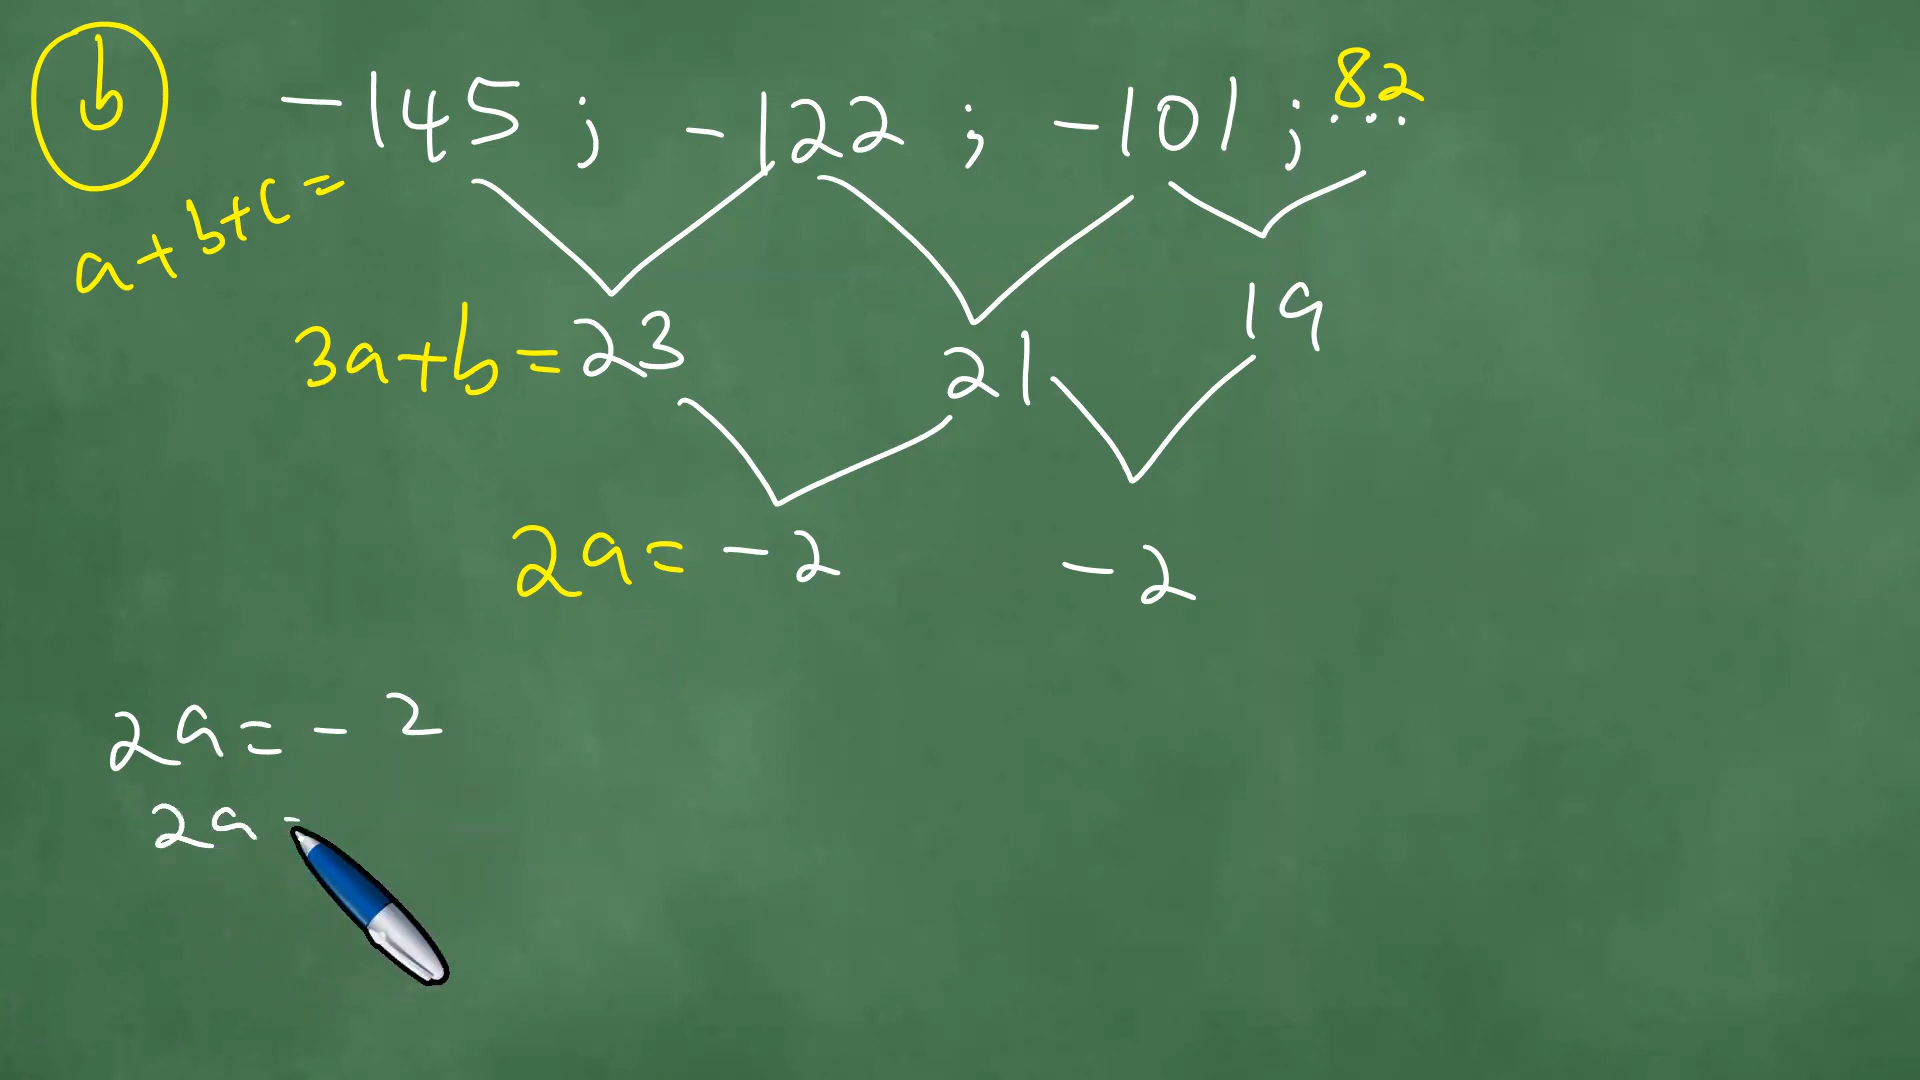 b
82
-145 ; -122 ; -101 ; ...
a+b+c=
3a+b=23 21 19
2a= -2 -2
2a= - 2
2a =